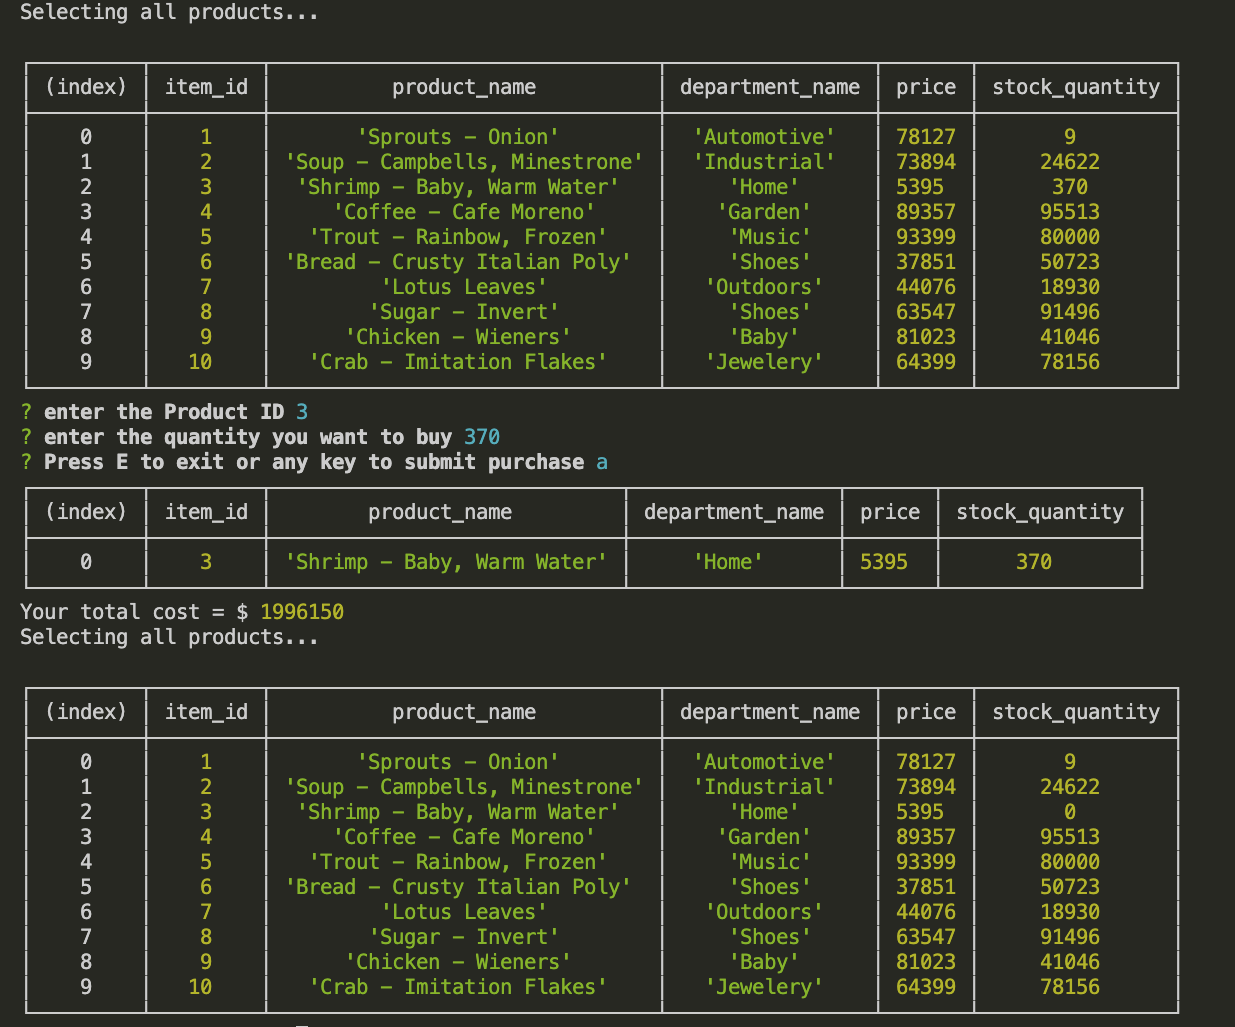 Selecting all products...
(index) item_id product_name department_name price stock_quantity
0 1 'Sprouts - Onion' 'Automotive' 78127 9
1 2 'Soup - Campbells, Minestrone' 'Industrial' 73894 24622
2 3 'Shrimp - Baby, Warm Water' 'Home' 5395 370
3 4 'Coffee - Cafe Moreno' 'Garden' 89357 95513
4 5 'Trout - Rainbow, Frozen' 'Music' 93399 80000
5 6 'Bread - Crusty Italian Poly' 'Shoes' 37851 50723
6 7 'Lotus Leaves' 'Outdoors' 44076 18930
7 8 'Sugar - Invert' 'Shoes' 63547 91496
8 9 'Chicken - Wieners' 'Baby' 81023 41046
9 10 'Crab - Imitation Flakes' 'Jewelery' 64399 78156
? enter the Product ID 3
? enter the quantity you want to buy 370
? Press E to exit or any key to submit purchase a
(index) item_id product_name department_name price stock_quantity
0 3 'Shrimp - Baby, Warm Water' 'Home' 5395 370
Your total cost = $ 1996150
Selecting all products...
(index) item_id product_name department_name price stock_quantity
0 1 'Sprouts - Onion' 'Automotive' 78127 9
1 2 'Soup - Campbells, Minestrone' 'Industrial' 73894 24622
2 3 'Shrimp - Baby, Warm Water' 'Home' 5395 0
3 4 'Coffee - Cafe Moreno' 'Garden' 89357 95513
4 5 'Trout - Rainbow, Frozen' 'Music' 93399 80000
5 6 'Bread - Crusty Italian Poly' 'Shoes' 37851 50723
6 7 'Lotus Leaves' 'Outdoors' 44076 18930
7 8 'Sugar - Invert' 'Shoes' 63547 91496
8 9 'Chicken - Wieners' 'Baby' 81023 41046
9 10 'Crab - Imitation Flakes' 'Jewelery' 64399 78156